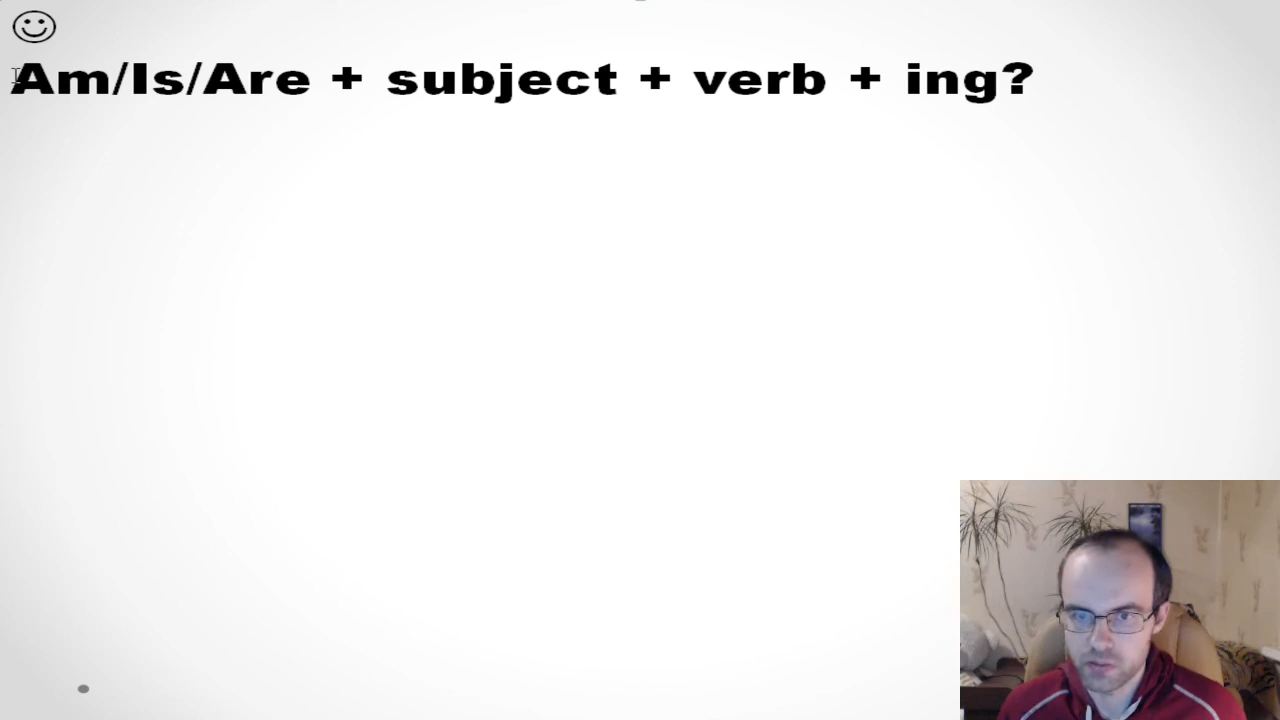 Am/Is/Are + subject + verb + ing?